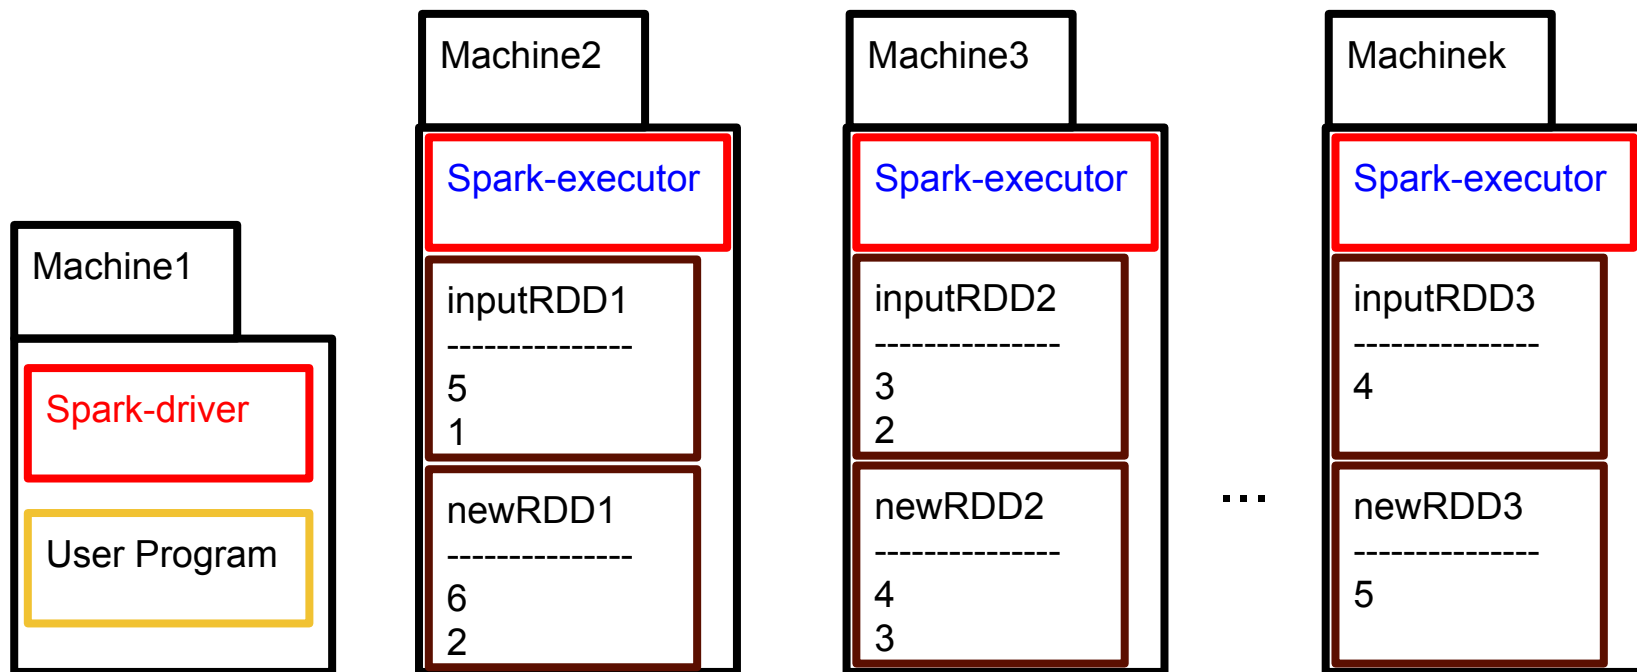 Machine1
Spark-driver
User Program
Machine2
Spark-executor
inputRDD1
---------------
5
1
newRDD1
---------------
6
2
Machine3
Spark-executor
inputRDD2
---------------
3
2
newRDD2
---------------
4
3
...
Machinek
Spark-executor
inputRDD3
---------------
4
newRDD3
---------------
5